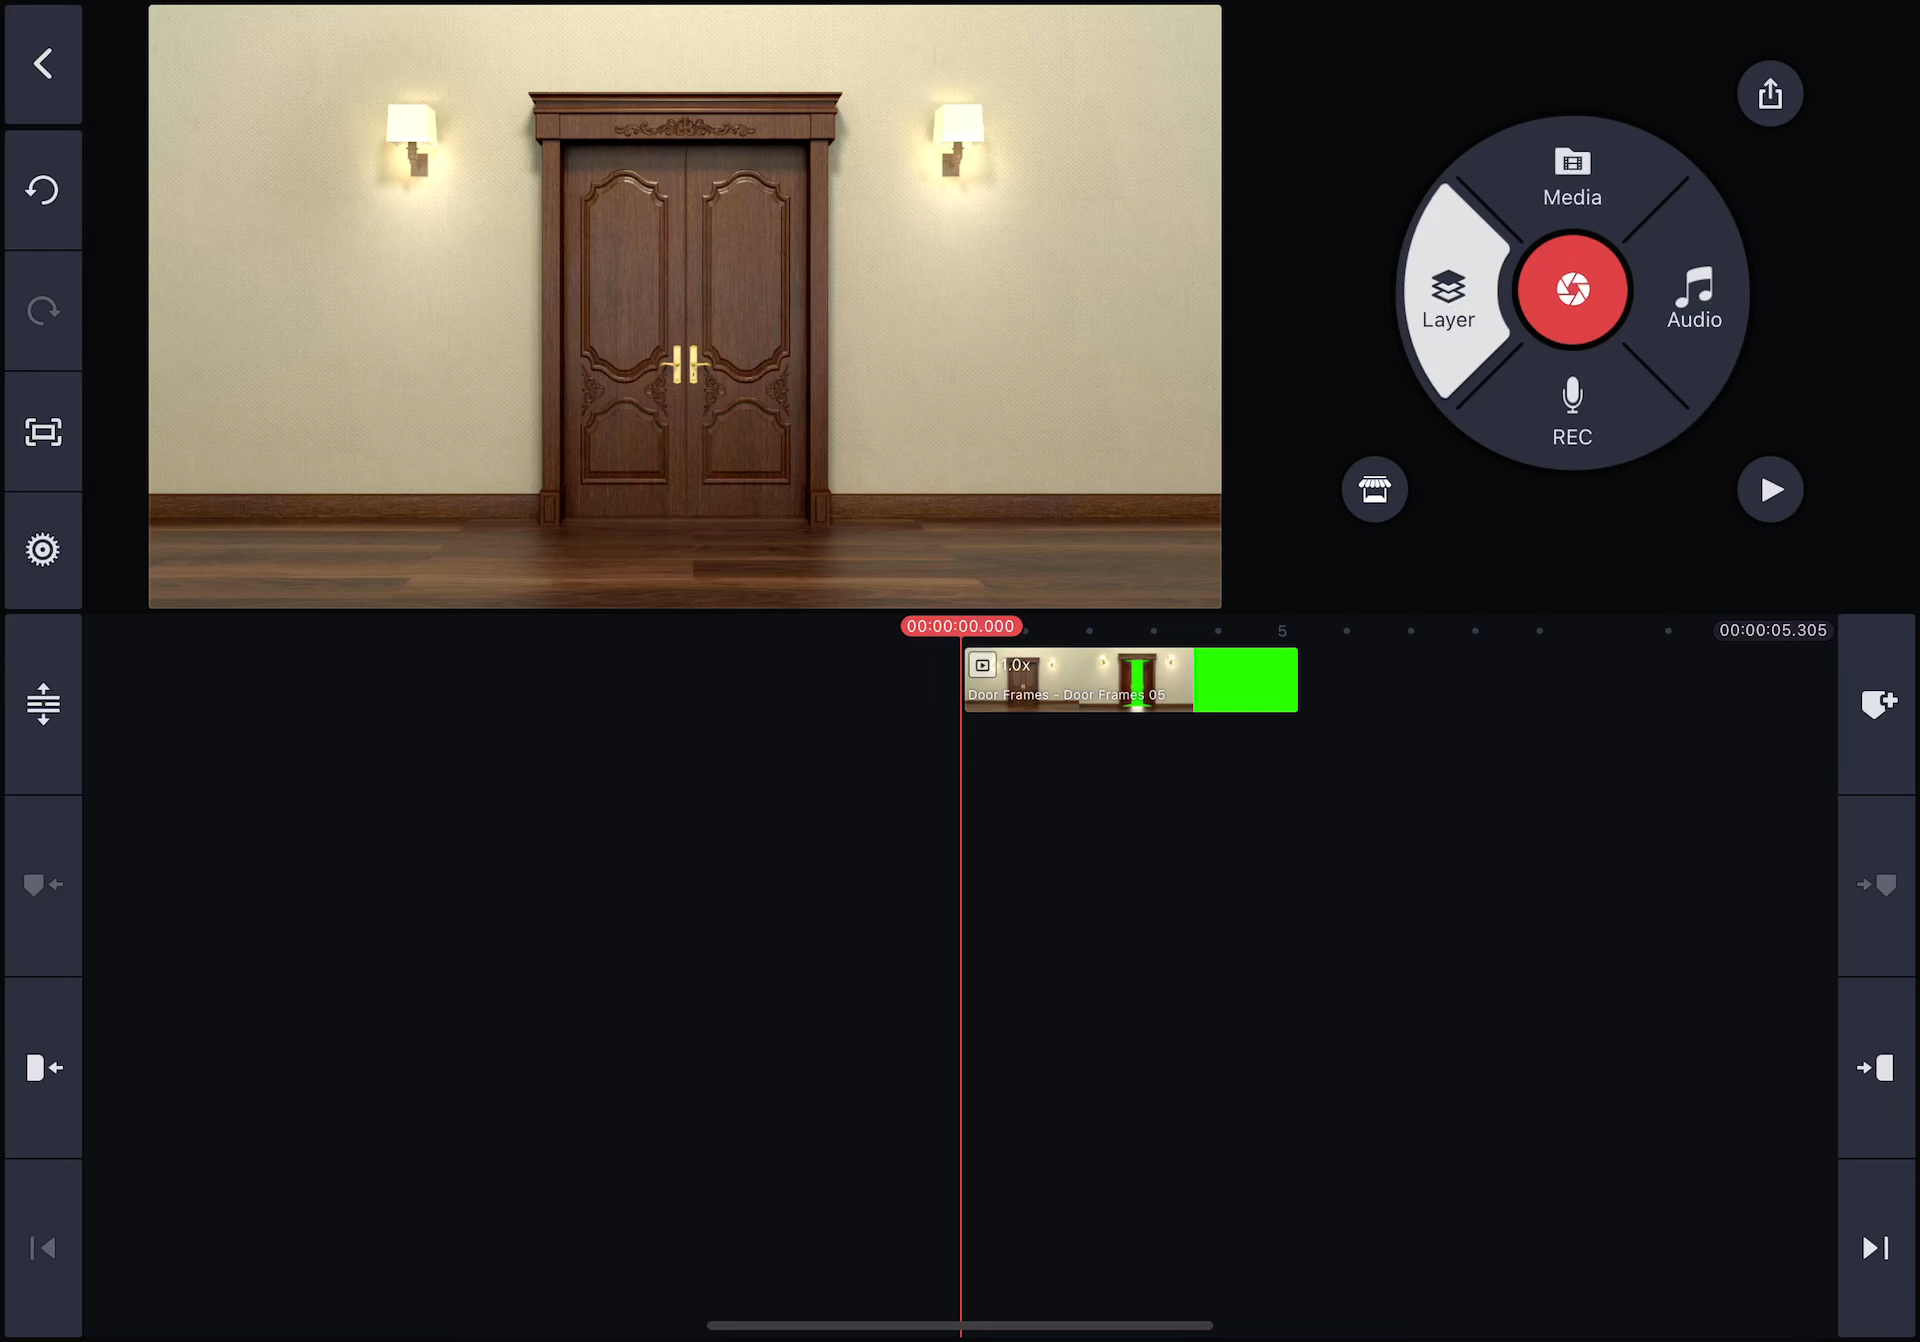 Media
Layer
Audio
REC
00:00:00.000
5
00:00:05.305
1.0x
Door Frames - Door Frames 05